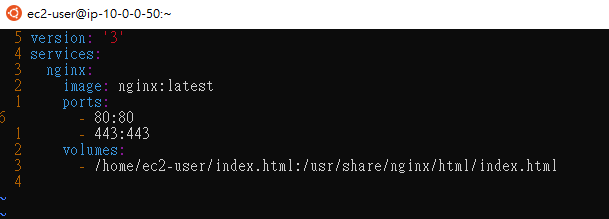 ec2-user@ip-10-0-0-50:~
5 version: '3'
4 services:
3   nginx:
2     image: nginx:latest
1     ports:
6       - 80:80
1       - 443:443
2     volumes:
3       - /home/ec2-user/index.html:/usr/share/nginx/html/index.html
4
~
~